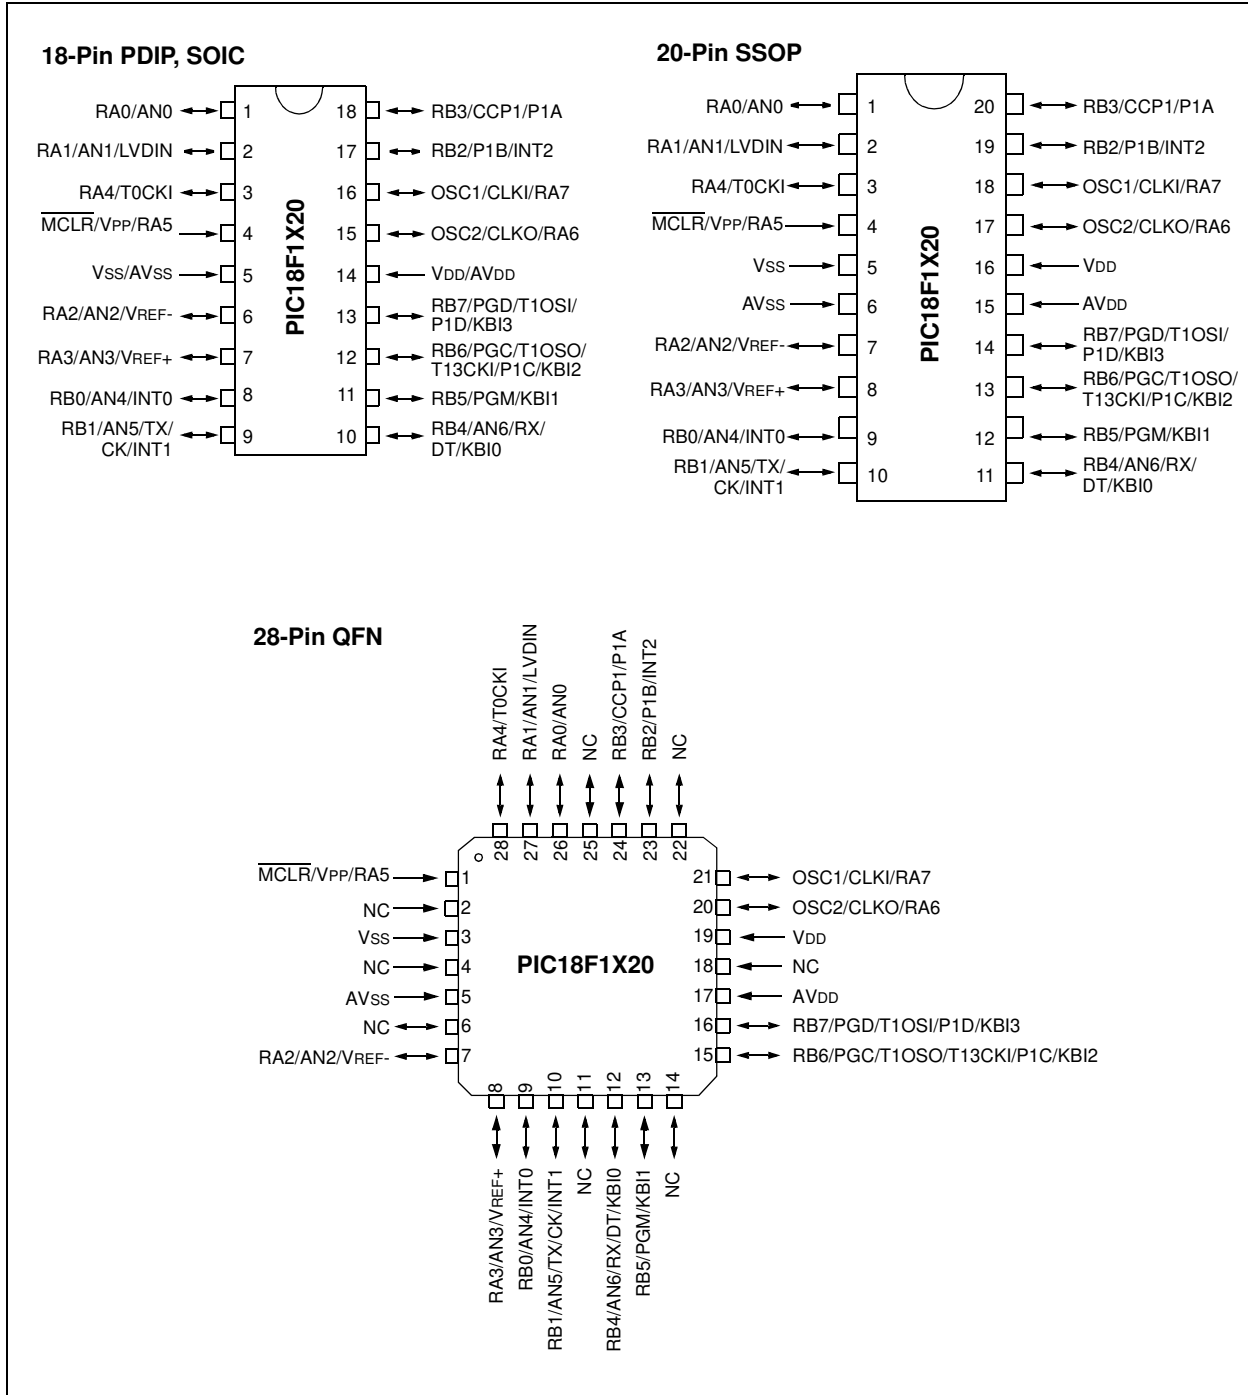 18-Pin PDIP, SOIC
RA0/AN0 1 18 RB3/CCP1/P1A
RA1/AN1/LVDIN 2 17 RB2/P1B/INT2
RA4/T0CKI 3 16 OSC1/CLKI/RA7
MCLR/VPP/RA5 4 15 OSC2/CLKO/RA6
VSS/AVSS 5 14 VDD/AVDD
RA2/AN2/VREF- 6 13 RB7/PGD/T1OSI/
P1D/KBI3
RA3/AN3/VREF+ 7 12 RB6/PGC/T1OSO/
T13CKI/P1C/KBI2
RB0/AN4/INT0 8 11 RB5/PGM/KBI1
RB1/AN5/TX/
CK/INT1 9 10 RB4/AN6/RX/
DT/KBI0
PIC18F1X20
20-Pin SSOP
RA0/AN0 1 20 RB3/CCP1/P1A
RA1/AN1/LVDIN 2 19 RB2/P1B/INT2
RA4/T0CKI 3 18 OSC1/CLKI/RA7
MCLR/VPP/RA5 4 17 OSC2/CLKO/RA6
VSS 5 16 VDD
AVSS 6 15 AVDD
RA2/AN2/VREF- 7 14 RB7/PGD/T1OSI/
P1D/KBI3
RA3/AN3/VREF+ 8 13 RB6/PGC/T1OSO/
T13CKI/P1C/KBI2
RB0/AN4/INT0 9 12 RB5/PGM/KBI1
RB1/AN5/TX/
CK/INT1 10 11 RB4/AN6/RX/
DT/KBI0
PIC18F1X20
28-Pin QFN
RA4/T0CKI 28
RA1/AN1/LVDIN 27
RA0/AN0 26
NC 25
RB3/CCP1/P1A 24
RB2/P1B/INT2 23
NC 22
MCLR/VPP/RA5 1
NC 2
VSS 3
NC 4
AVSS 5
NC 6
RA2/AN2/VREF- 7
PIC18F1X20
21 OSC1/CLKI/RA7
20 OSC2/CLKO/RA6
19 VDD
18 NC
17 AVDD
16 RB7/PGD/T1OSI/P1D/KBI3
15 RB6/PGC/T1OSO/T13CKI/P1C/KBI2
8 RA3/AN3/VREF+
9 RB0/AN4/INT0
10 RB1/AN5/TX/CK/INT1
11 NC
12 RB4/AN6/RX/DT/KBI0
13 RB5/PGM/KBI1
14 NC